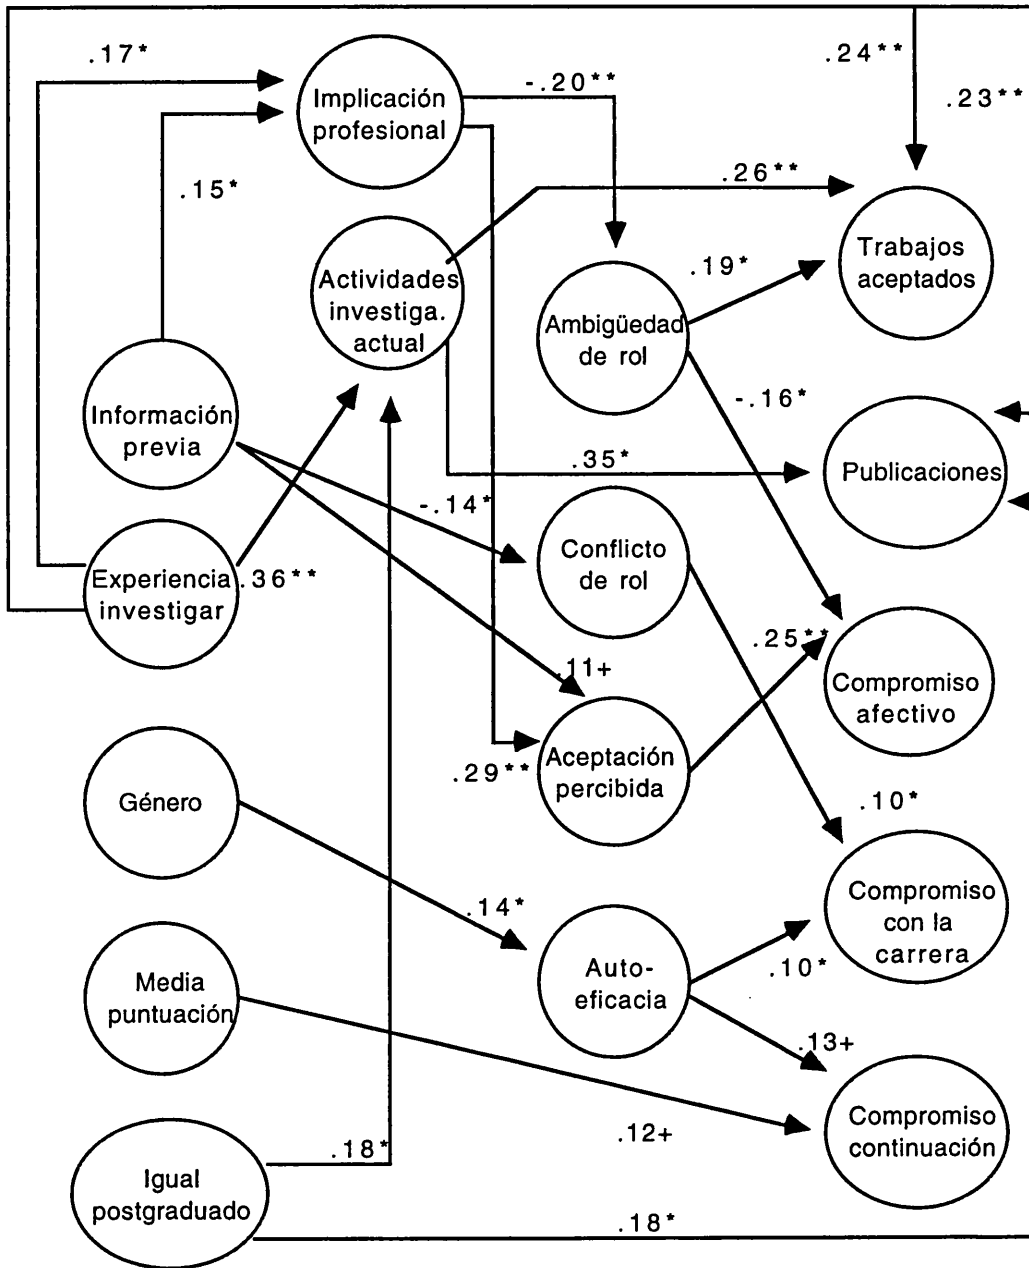 .17*
.24**
Implicación
profesional
-.20**
.23**
.15*
.26**
Actividades
investiga.
actual
.19*
Trabajos
aceptados
Ambigüedad
de rol
Información
previa
-.16*
.35*
Publicaciones
-.14*
Conflicto
de rol
Experiencia
investigar
.36**
.25**
.11+
Compromiso
afectivo
Aceptación
percibida
.29**
Género
.10*
.14*
Compromiso
con la
carrera
Auto-
eficacia
.10*
Media
puntuación
.13+
.12+
Compromiso
continuación
.18*
Igual
postgraduado
.18*